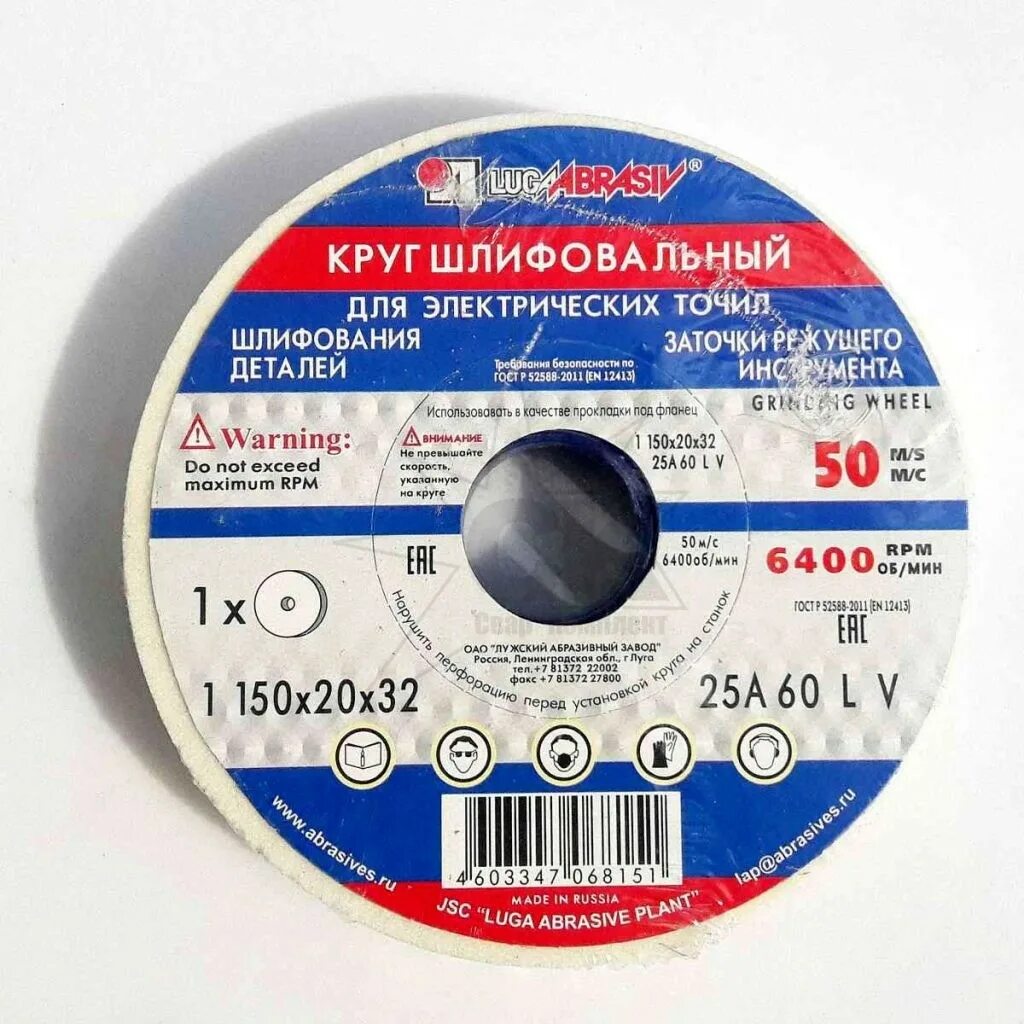 LUGAABRASIV®
КРУГ ШЛИФОВАЛЬНЫЙ
ДЛЯ ЭЛЕКТРИЧЕСКИХ ТОЧИЛ
ШЛИФОВАНИЯ
ДЕТАЛЕЙ
Требования безопасности по
ГОСТ Р 52588-2011 (EN 12413)
ЗАТОЧКИ РЕЖУЩЕГО
ИНСТРУМЕНТА
GRINDING WHEEL
Warning:
Do not exceed
maximum RPM
Использовавать в качестве прокладки под фланец
ВНИМАНИЕ
Не превышайте
скорость,
указанную
на круге
1 150x20x32
25A 60 L V
50 M/S
М/С
EAC
50 м/с
6400об/мин
6400 RPM
ОБ/МИН
ГОСТ Р 52588-2011 (EN 12413)
EAC
1 x
Свар Комплект
ОАО "ЛУЖСКИЙ АБРАЗИВНЫЙ ЗАВОД"
Россия, Ленинградская обл., г Луга
тел.+7 81372 22002
факс +7 81372 27800
Нарушить перфорацию перед установкой круга на станок
1 150x20x32
25A 60 L V
www.abrasives.ru
lap@abrasives.ru
4 603347 068151
MADE IN RUSSIA
JSC "LUGA ABRASIVE PLANT"